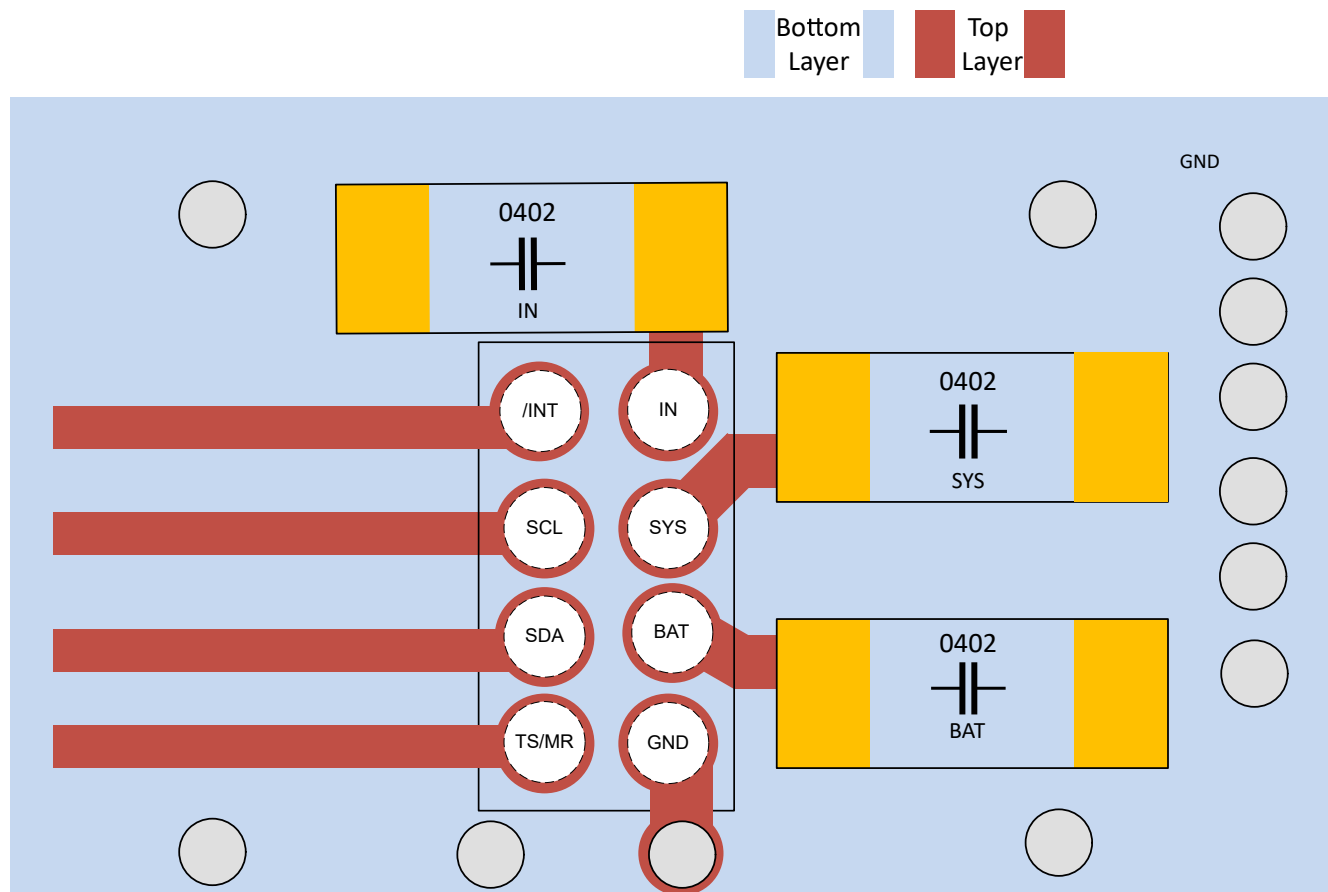 Bottom
Layer
Top
Layer
GND
0402
IN
/INT
IN
0402
SYS
SCL
SYS
SDA
BAT
0402
BAT
TS/MR
GND